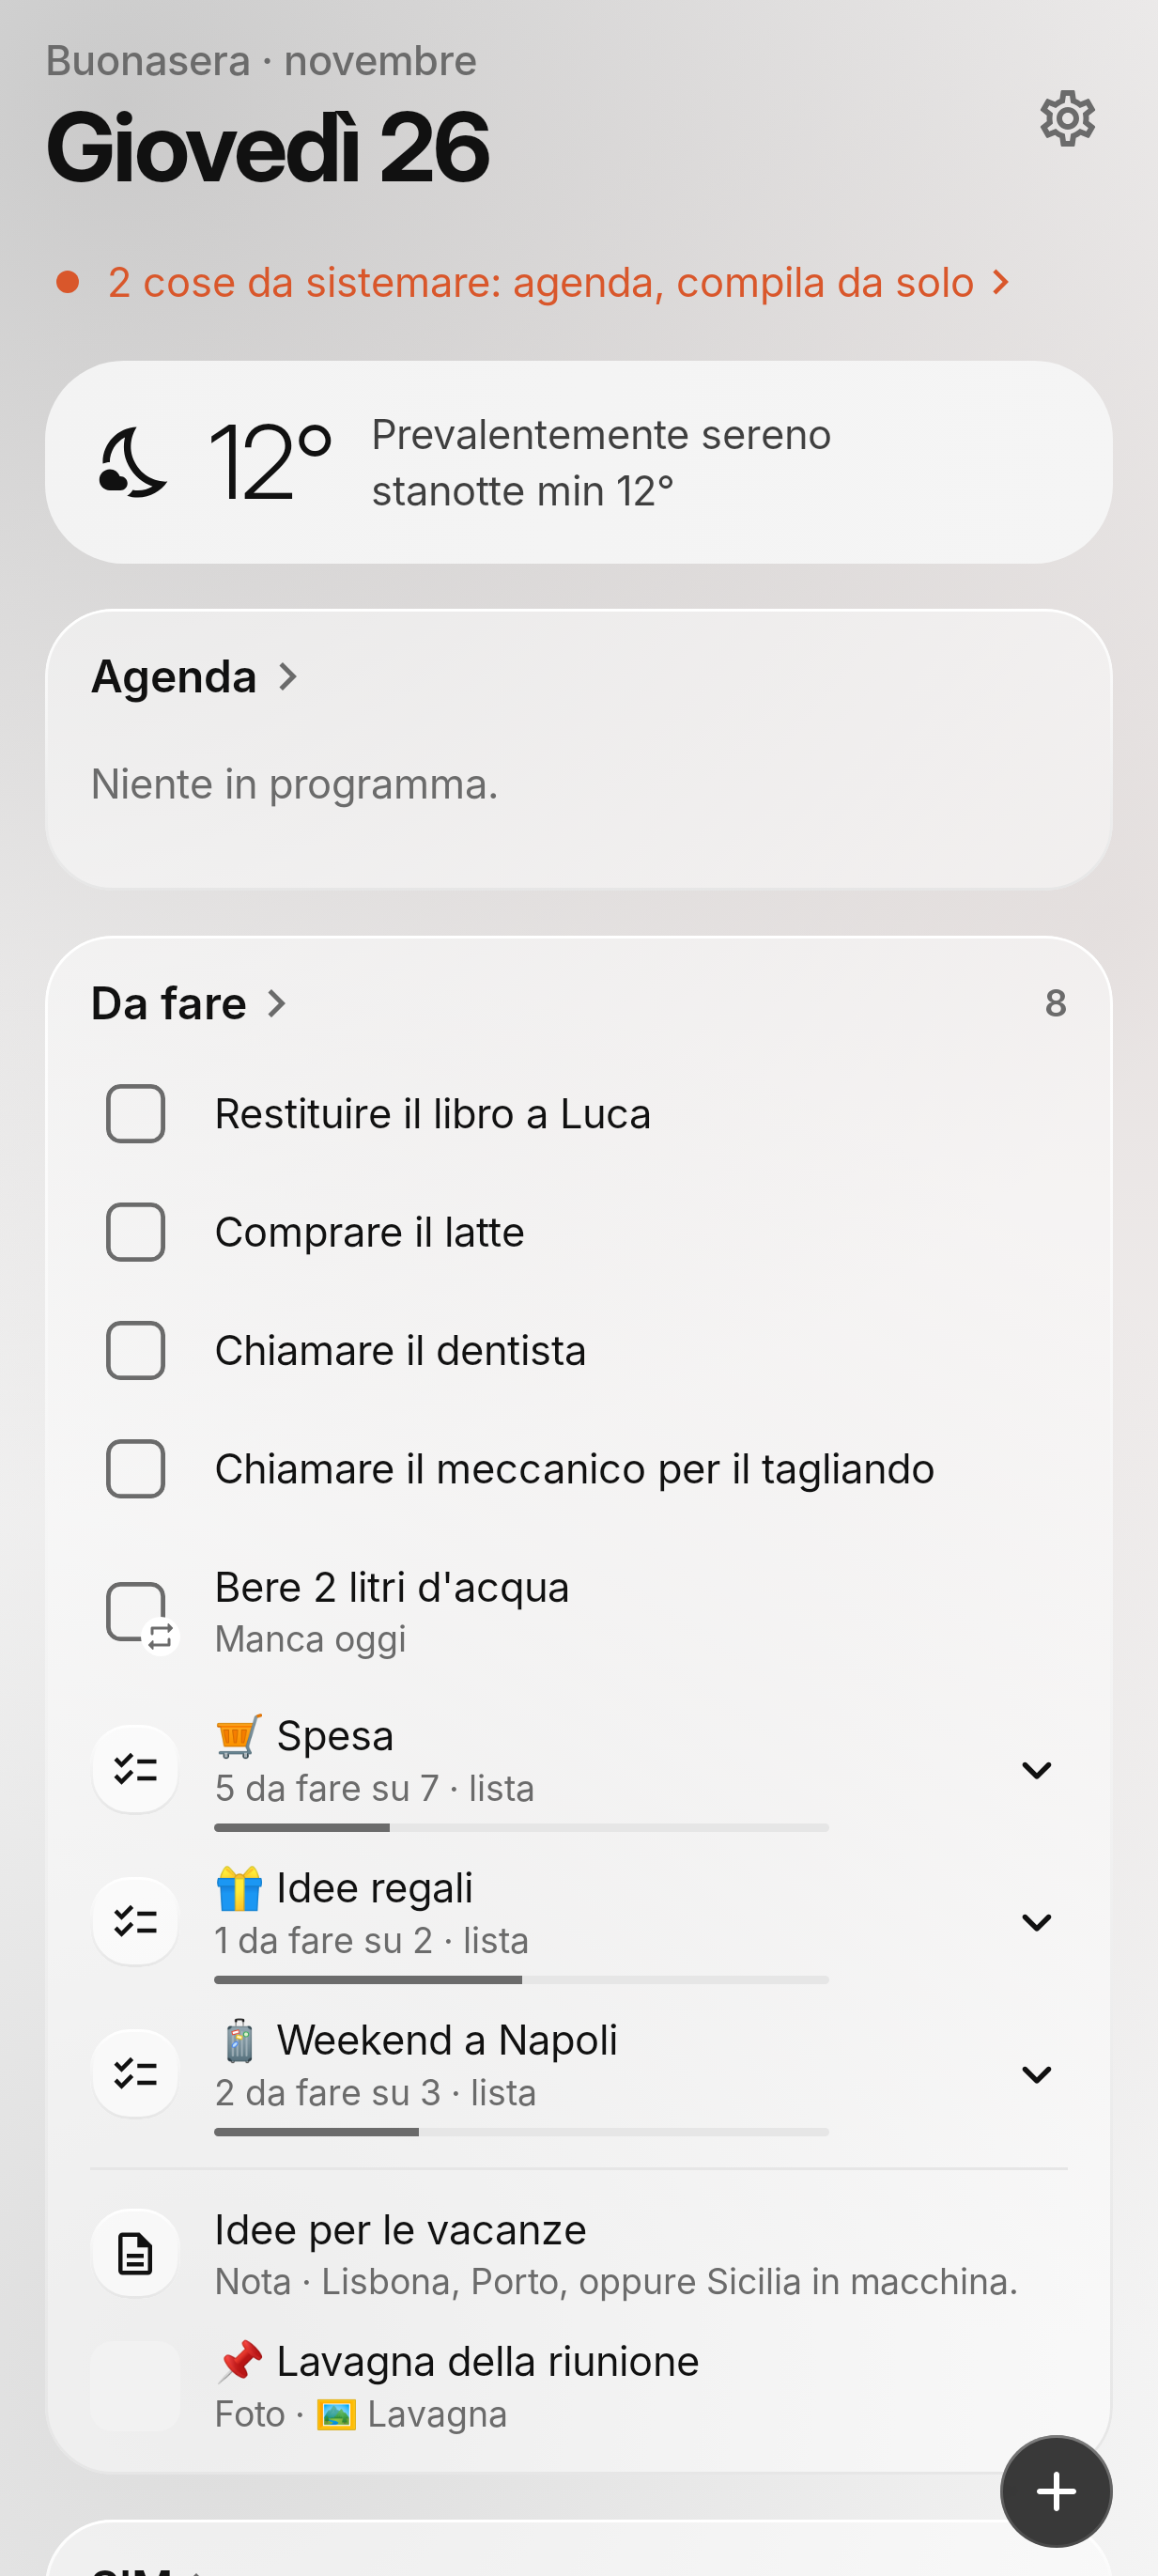 Buonasera · novembre
Giovedì 26
2 cose da sistemare: agenda, compila da solo
12°
Prevalentemente sereno
stanotte min 12°
Agenda
Niente in programma.
Da fare
8
Restituire il libro a Luca
Comprare il latte
Chiamare il dentista
Chiamare il meccanico per il tagliando
Bere 2 litri d'acqua
Manca oggi
🛒 Spesa
5 da fare su 7 · lista
🎁 Idee regali
1 da fare su 2 · lista
🧳 Weekend a Napoli
2 da fare su 3 · lista
Idee per le vacanze
Nota · Lisbona, Porto, oppure Sicilia in macchina.
📌 Lavagna della riunione
Foto · 🖼️ Lavagna